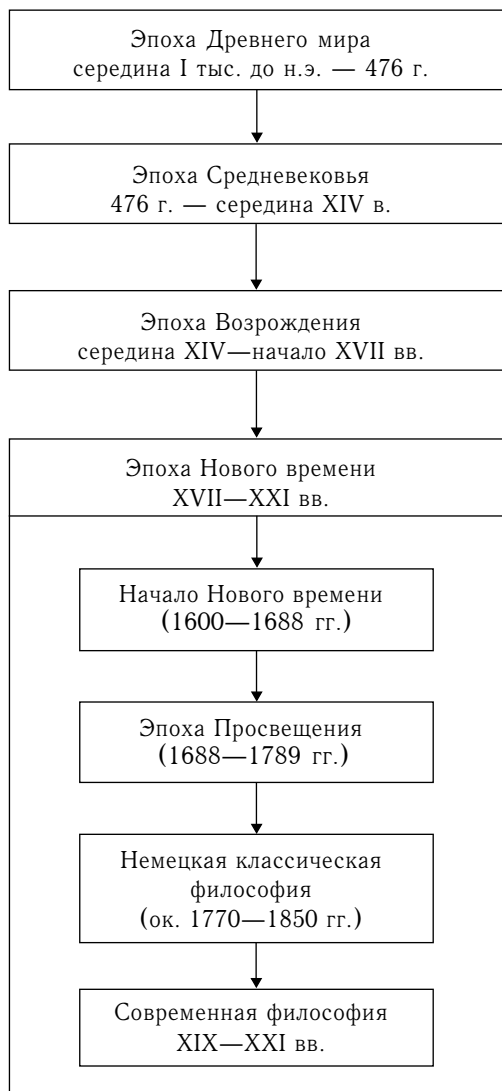 Эпоха Древнего мира
середина I тыс. до н.э. — 476 г.
Эпоха Средневековья
476 г. — середина XIV в.
Эпоха Возрождения
середина XIV—начало XVII вв.
Эпоха Нового времени
XVII—XXI вв.
Начало Нового времени
(1600—1688 гг.)
Эпоха Просвещения
(1688—1789 гг.)
Немецкая классическая
философия
(ок. 1770—1850 гг.)
Современная философия
XIX—XXI вв.